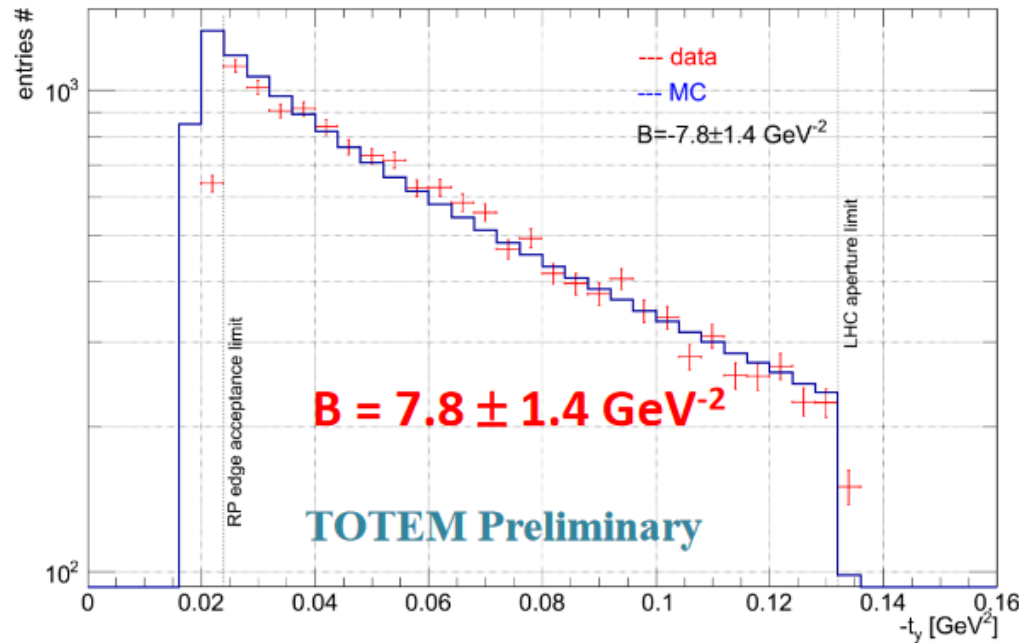 entries #
10³
10²
--- data
--- MC
B=-7.8±1.4 GeV⁻²
RP edge acceptance limit
LHC aperture limit
B = 7.8 ± 1.4 GeV⁻²
TOTEM Preliminary
0 0.02 0.04 0.06 0.08 0.1 0.12 0.14 0.16
-t_y [GeV²]